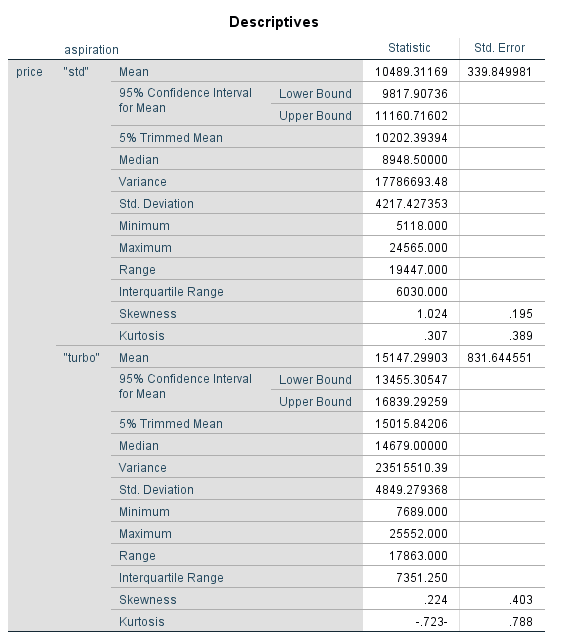 Descriptives
aspiration Statistic Std. Error
price "std" Mean 10489.31169 339.849981
95% Confidence Interval for Mean Lower Bound 9817.90736
Upper Bound 11160.71602
5% Trimmed Mean 10202.39394
Median 8948.50000
Variance 17786693.48
Std. Deviation 4217.427353
Minimum 5118.000
Maximum 24565.000
Range 19447.000
Interquartile Range 6030.000
Skewness 1.024 .195
Kurtosis .307 .389
"turbo" Mean 15147.29903 831.644551
95% Confidence Interval for Mean Lower Bound 13455.30547
Upper Bound 16839.29259
5% Trimmed Mean 15015.84206
Median 14679.00000
Variance 23515510.39
Std. Deviation 4849.279368
Minimum 7689.000
Maximum 25552.000
Range 17863.000
Interquartile Range 7351.250
Skewness .224 .403
Kurtosis -.723- .788